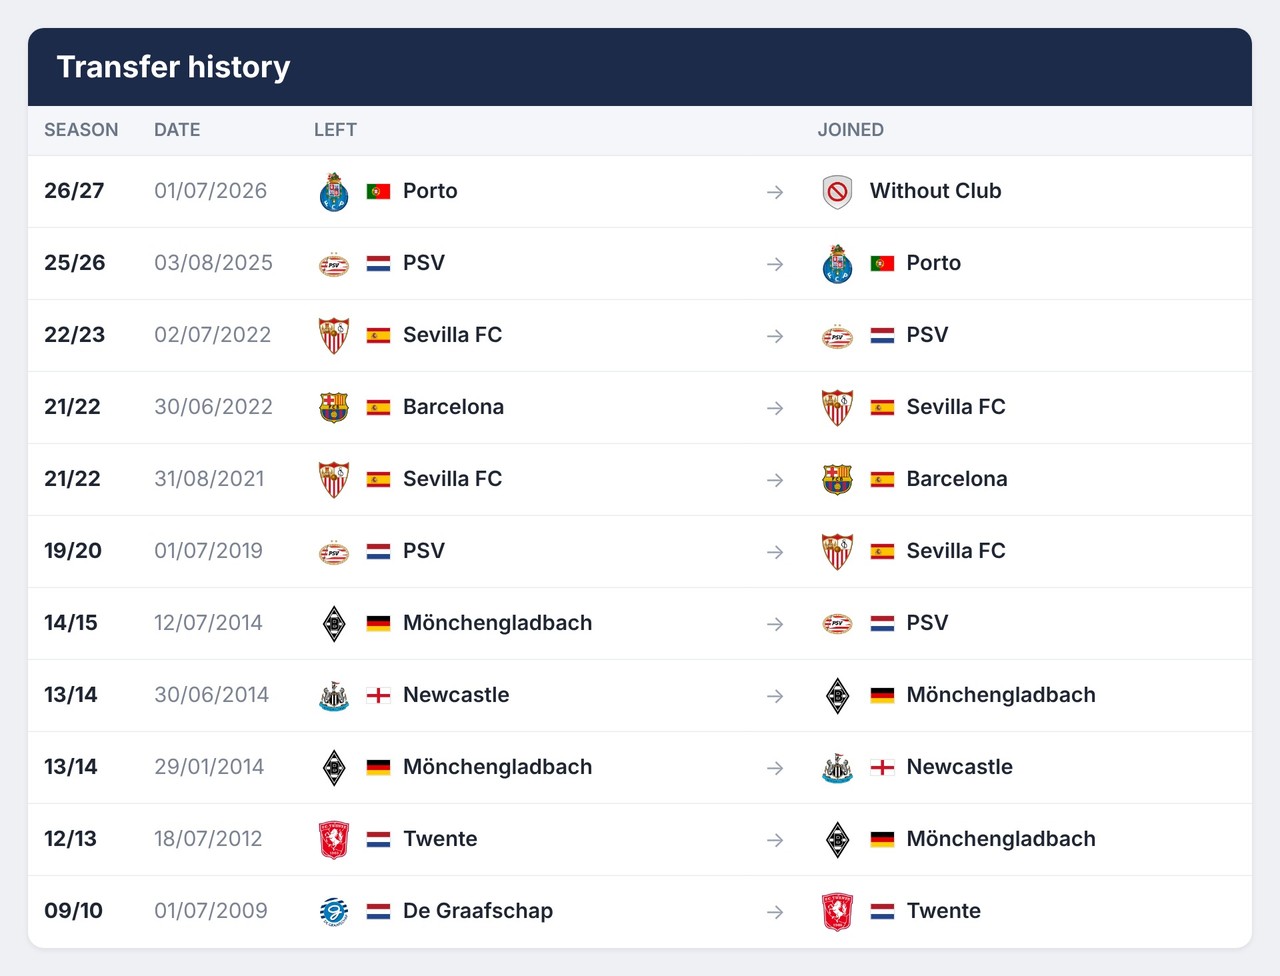 Transfer history
SEASON DATE LEFT JOINED
26/27 01/07/2026 Porto → Without Club
25/26 03/08/2025 PSV → Porto
22/23 02/07/2022 Sevilla FC → PSV
21/22 30/06/2022 Barcelona → Sevilla FC
21/22 31/08/2021 Sevilla FC → Barcelona
19/20 01/07/2019 PSV → Sevilla FC
14/15 12/07/2014 Mönchengladbach → PSV
13/14 30/06/2014 Newcastle → Mönchengladbach
13/14 29/01/2014 Mönchengladbach → Newcastle
12/13 18/07/2012 Twente → Mönchengladbach
09/10 01/07/2009 De Graafschap → Twente